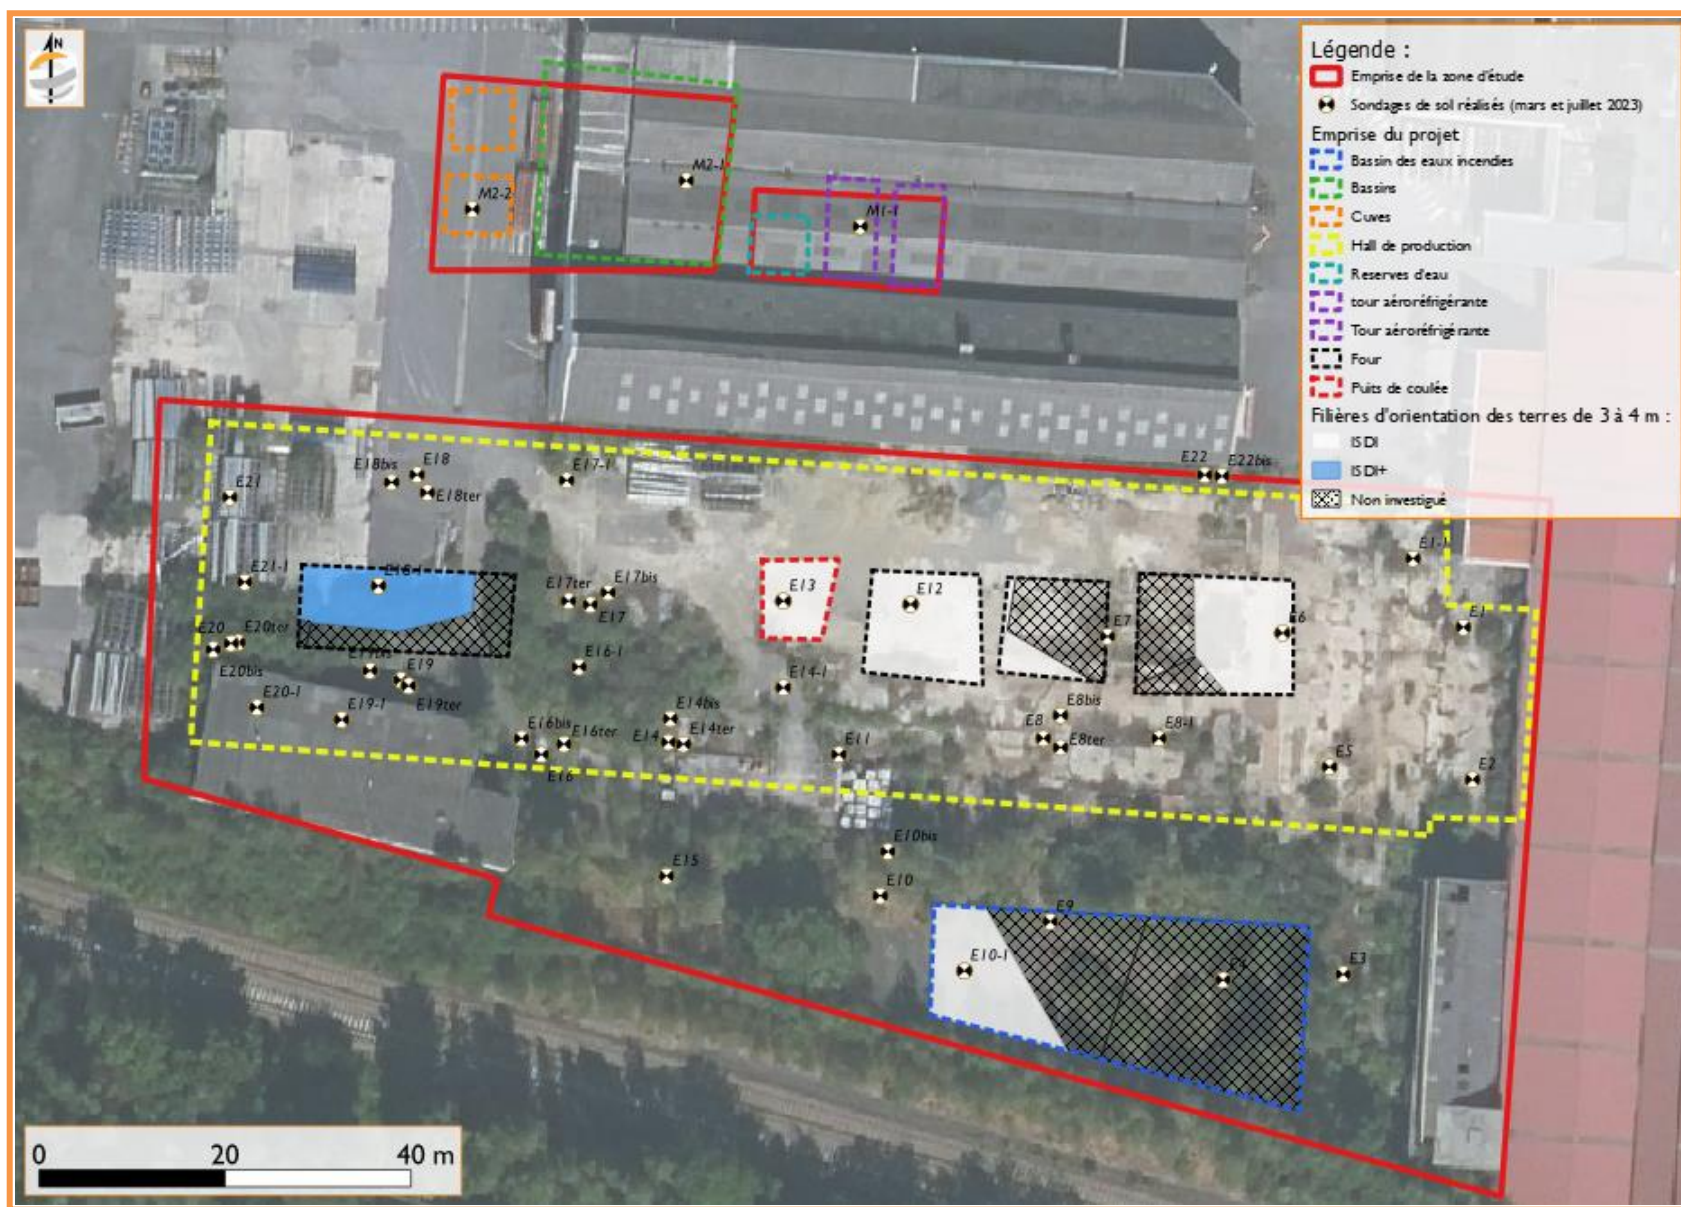 N
Légende :
Emprise de la zone d'étude
Sondages de sol réalisés (mars et juillet 2023)
Emprise du projet
Bassin des eaux incendies
Bassins
Cuves
Hall de production
Reserves d'eau
tour aéroréfrigérante
Tour aéroréfrigérante
Four
Puits de coulée
Filières d'orientation des terres de 3 à 4 m :
ISDI
ISDI+
Non investigué
M2-1
M2-2
M1-1
E18bis
E18
E18ter
E17-1
E22
E22bis
E21
E1-1
E21-1
E17ter
E17bis
E17
E13
E12
E7
E6
E1
E20
E20ter
E20bis
E19
E19ter
E16-1
E14-1
E20-1
E19-1
E16bis
E16ter
E16
E14bis
E14
E14ter
E11
E8bis
E8
E8ter
E8-1
E5
E2
E10bis
E15
E10
E9
E10-1
E4
E3
0 20 40 m